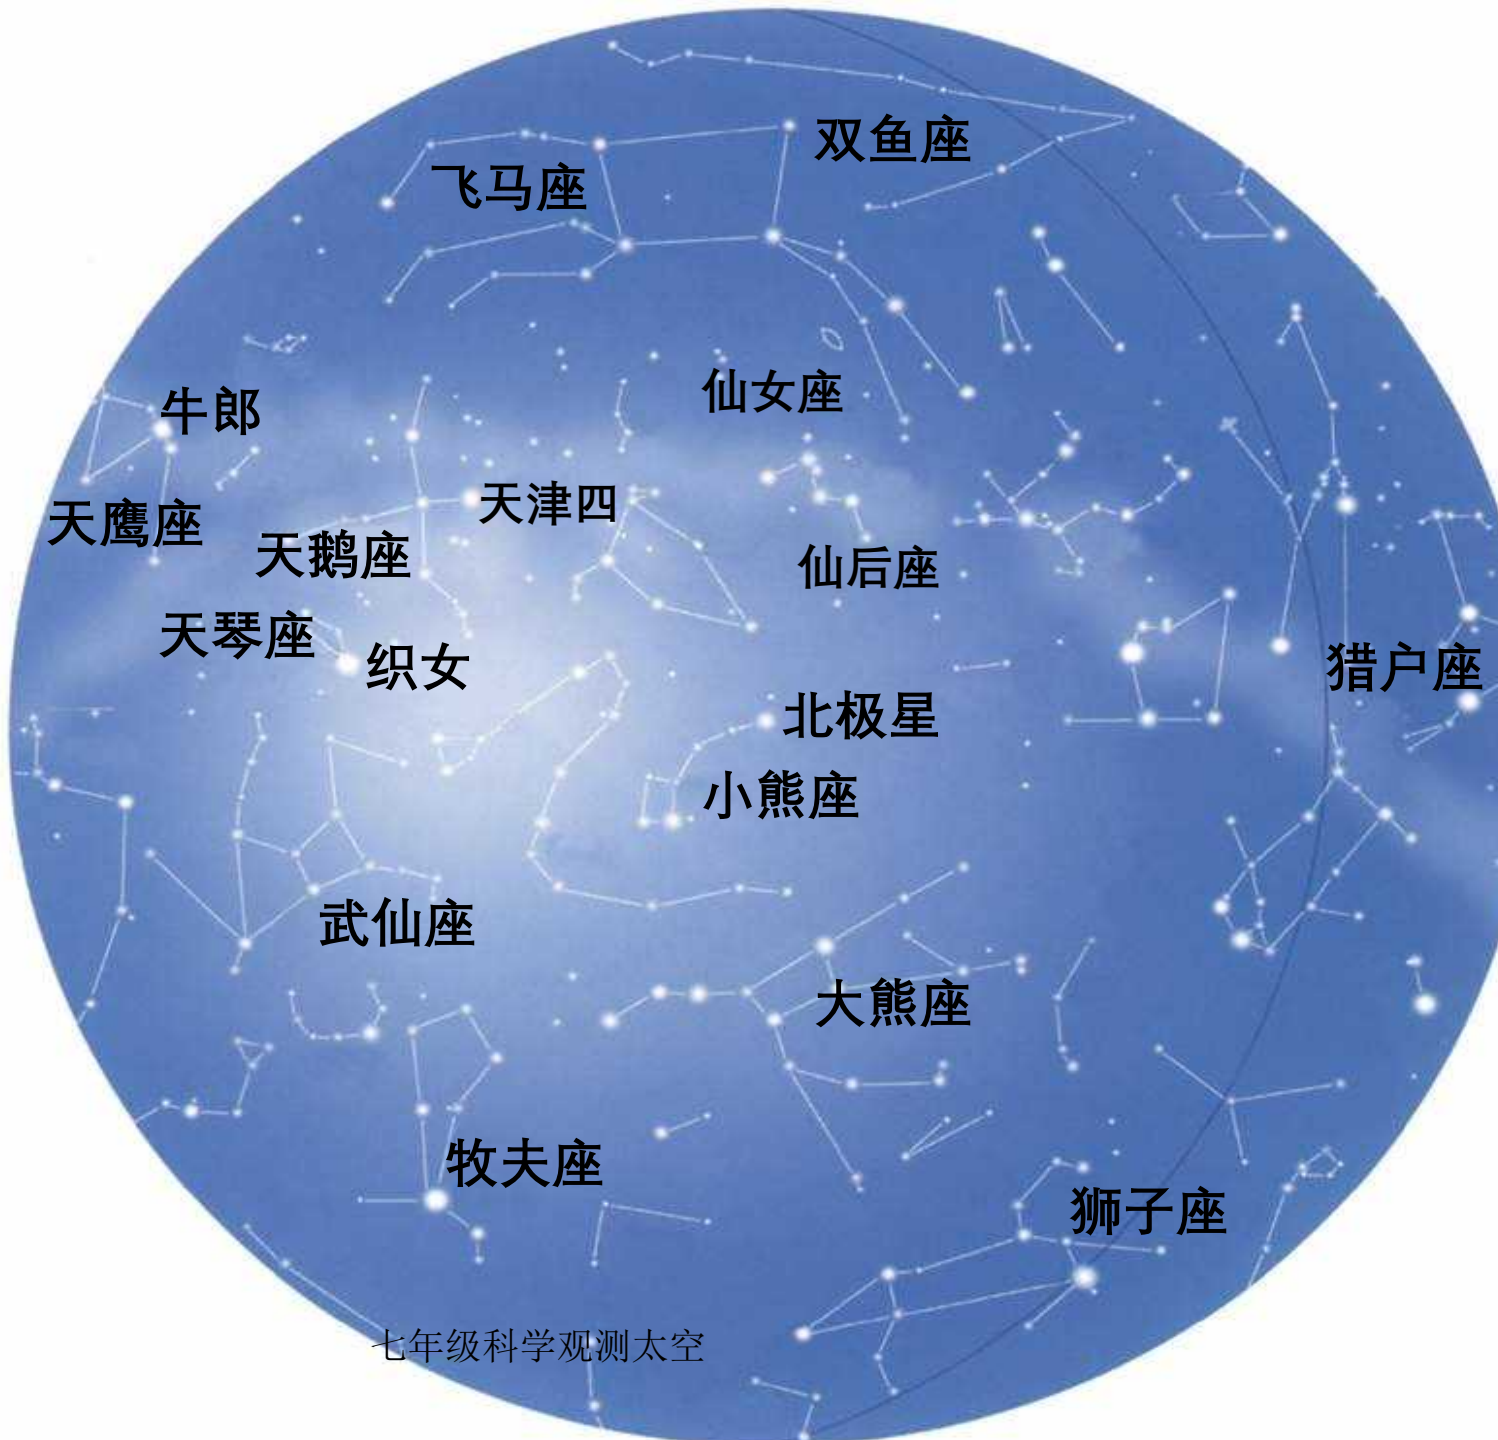 双鱼座
飞马座
仙女座
牛郎
天津四
天鹰座
天鹅座
仙后座
天琴座
织女
猎户座
北极星
小熊座
武仙座
大熊座
牧夫座
狮子座
七年级科学观测太空